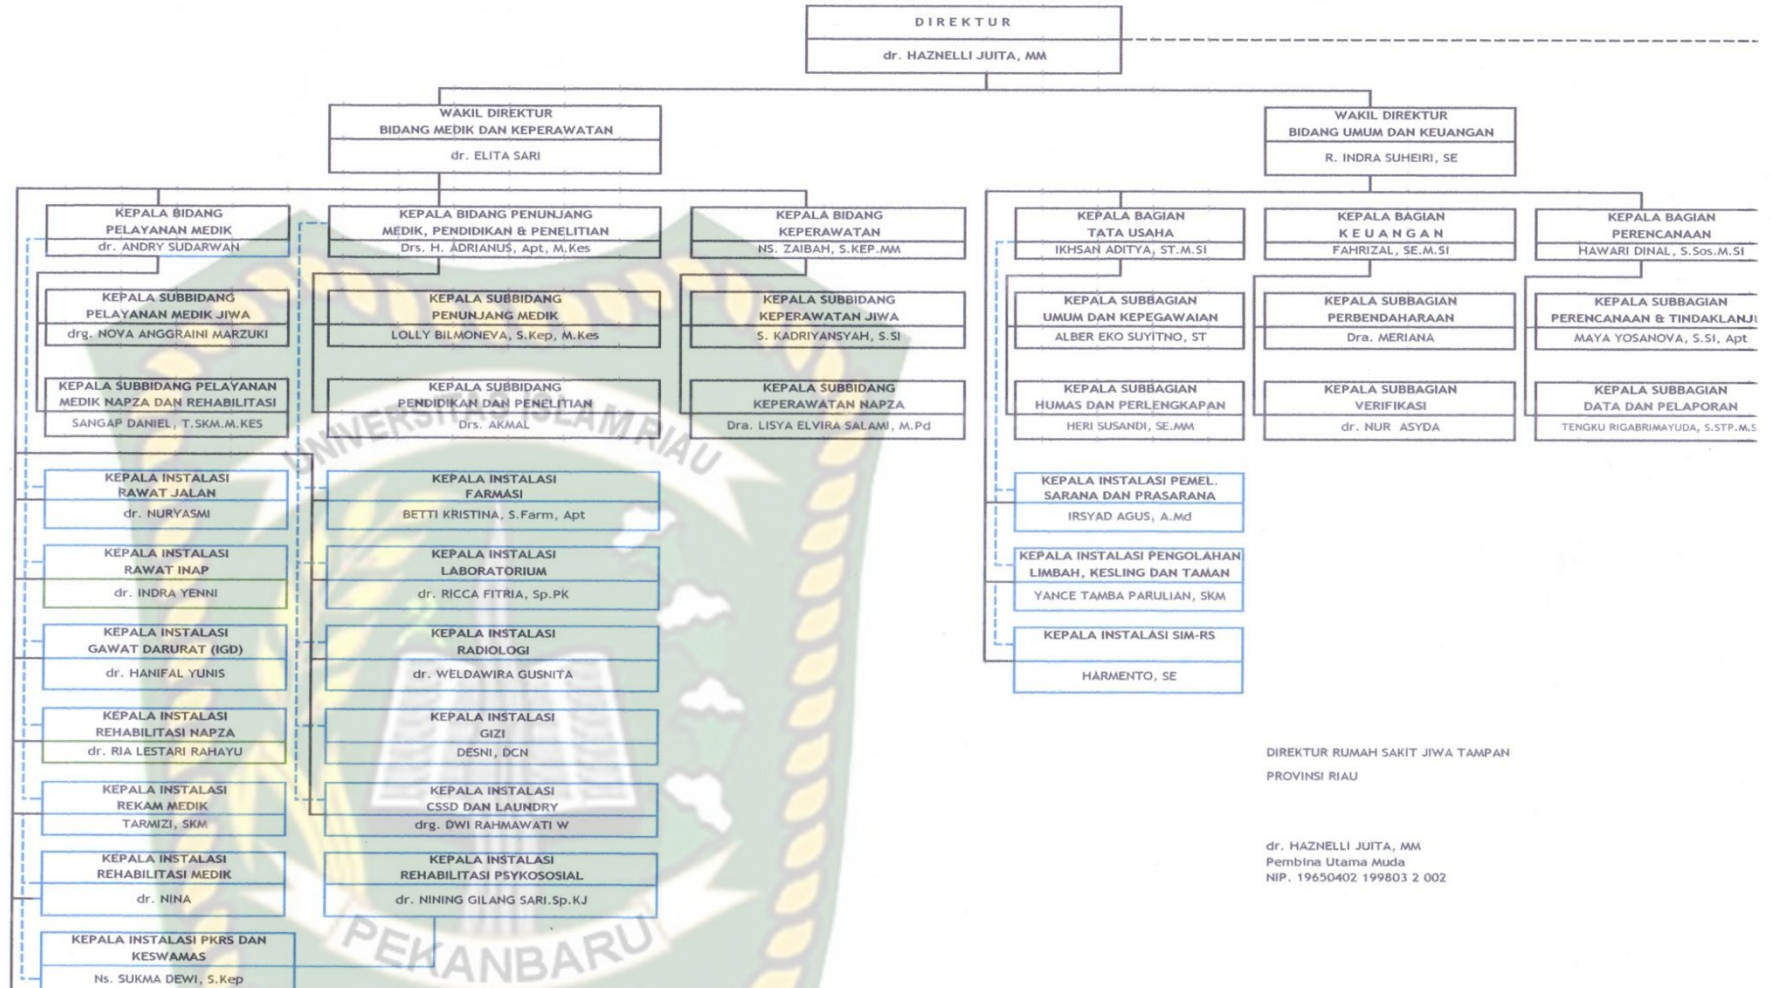 DIREKTUR
dr. HAZNELLI JUITA, MM
WAKIL DIREKTUR
BIDANG MEDIK DAN KEPERAWATAN
dr. ELITA SARI
WAKIL DIREKTUR
BIDANG UMUM DAN KEUANGAN
R. INDRA SUHEIRI, SE
KEPALA BIDANG
PELAYANAN MEDIK
dr. ANDRY SUDARWAN
KEPALA BIDANG PENUNJANG
MEDIK, PENDIDIKAN & PENELITIAN
Drs. H. ADRIANUS, Apt, M.Kes
KEPALA BIDANG
KEPERAWATAN
NS. ZAIBAH, S.KEP.MM
KEPALA BAGIAN
TATA USAHA
IKHSAN ADITYA, ST.M.SI
KEPALA BAGIAN
KEUANGAN
FAHRIZAL, SE.M.SI
KEPALA BAGIAN
PERENCANAAN
HAWARI DINAL, S.Sos.M.SI
KEPALA SUBBIDANG
PELAYANAN MEDIK JIWA
drg. NOVA ANGGRAINI MARZUKI
KEPALA SUBBIDANG
PENUNJANG MEDIK
LOLLY BILMONEVA, S.Kep, M.Kes
KEPALA SUBBIDANG
KEPERAWATAN JIWA
S. KADRIYANSYAH, S.SI
KEPALA SUBBAGIAN
UMUM DAN KEPEGAWAIAN
ALBER EKO SUYITNO, ST
KEPALA SUBBAGIAN
PERBENDAHARAAN
Dra. MERIANA
KEPALA SUBBAGIAN
PERENCANAAN & TINDAKLANJU
MAYA YOSANOVA, S.SI, Apt
KEPALA SUBBIDANG PELAYANAN
MEDIK NAPZA DAN REHABILITASI
SANGAP DANIEL, T.SKM.M.KES
KEPALA SUBBIDANG
PENDIDIKAN DAN PENELITIAN
Drs. AKMAL
KEPALA SUBBIDANG
KEPERAWATAN NAPZA
Dra. LISYA ELVIRA SALAMI, M.Pd
KEPALA SUBBAGIAN
HUMAS DAN PERLENGKAPAN
HERI SUSANDI, SE.MM
KEPALA SUBBAGIAN
VERIFIKASI
dr. NUR ASYDA
KEPALA SUBBAGIAN
DATA DAN PELAPORAN
TENGKU RIGABRIMAYUDA, S.STP.M.S
UNIVERSITAS ISLAM RIAU
KEPALA INSTALASI
RAWAT JALAN
dr. NURYASMI
KEPALA INSTALASI
FARMASI
BETTI KRISTINA, S.Farm, Apt
KEPALA INSTALASI PEMEL.
SARANA DAN PRASARANA
IRSYAD AGUS, A.Md
KEPALA INSTALASI
RAWAT INAP
dr. INDRA YENNI
KEPALA INSTALASI
LABORATORIUM
dr. RICCA FITRIA, Sp.PK
KEPALA INSTALASI PENGOLAHAN
LIMBAH, KESLING DAN TAMAN
YANCE TAMBA PARULIAN, SKM
KEPALA INSTALASI
GAWAT DARURAT (IGD)
dr. HANIFAL YUNIS
KEPALA INSTALASI
RADIOLOGI
dr. WELDAWIRA GUSNITA
KEPALA INSTALASI SIM-RS
HARMENTO, SE
KEPALA INSTALASI
REHABILITASI NAPZA
dr. RIA LESTARI RAHAYU
KEPALA INSTALASI
GIZI
DESNI, DCN
KEPALA INSTALASI
REKAM MEDIK
TARMIZI, SKM
KEPALA INSTALASI
CSSD DAN LAUNDRY
drg. DWI RAHMAWATI W
KEPALA INSTALASI
REHABILITASI MEDIK
dr. NINA
KEPALA INSTALASI
REHABILITASI PSYKOSOSIAL
dr. NINING GILANG SARI.Sp.KJ
KEPALA INSTALASI PKRS DAN
KESWAMAS
Ns. SUKMA DEWI, S.Kep
PEKANBARU
DIREKTUR RUMAH SAKIT JIWA TAMPAN
PROVINSI RIAU
dr. HAZNELLI JUITA, MM
Pembina Utama Muda
NIP. 19650402 199803 2 002